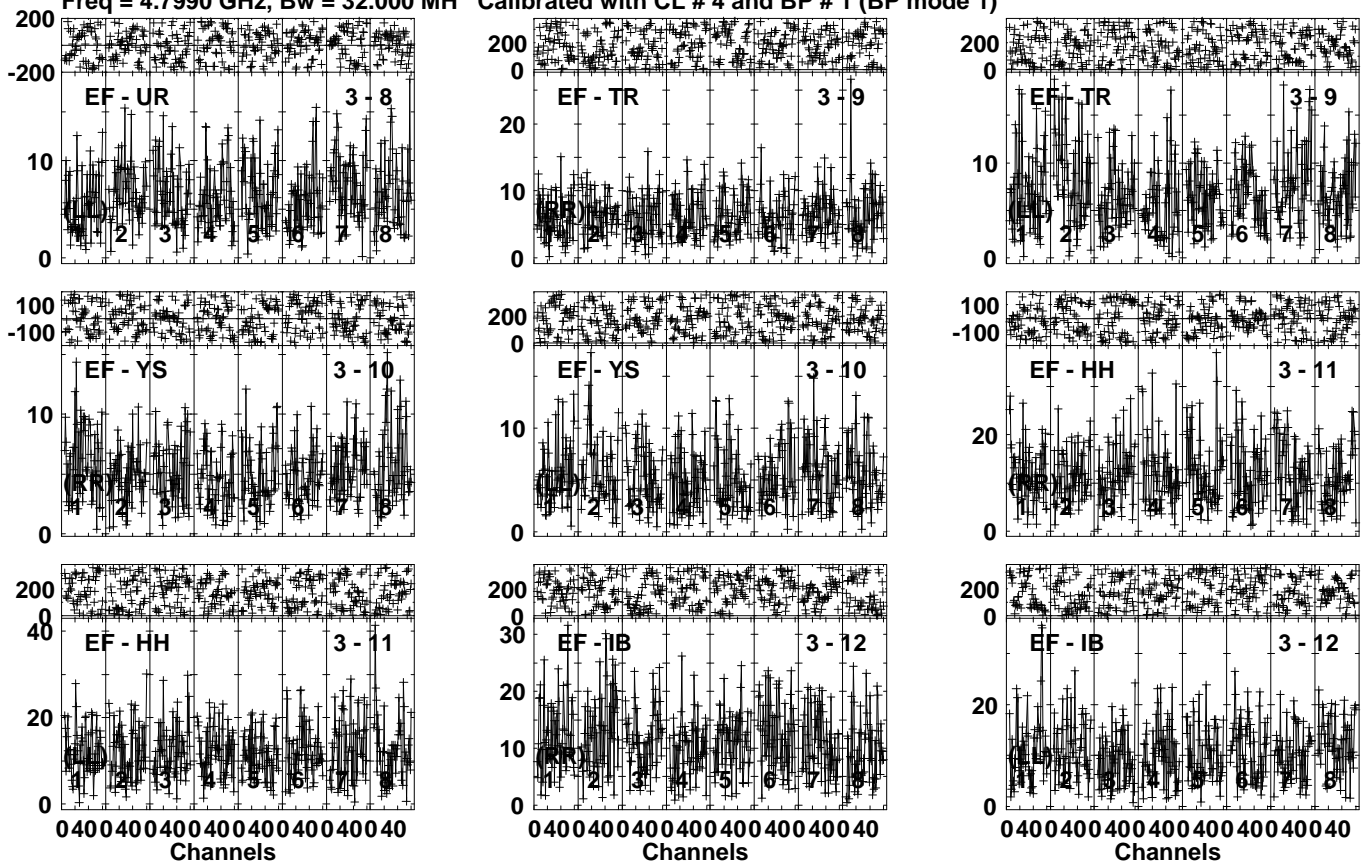 Freq = 4.7990 GHz, Bw = 32.000 MH Calibrated with CL # 4 and BP # 1 (BP mode 1)
200
-200
EF - UR 3 - 8
10
(LL)
1 2 3 4 5 6 7 8
0
200
0
EF - TR 3 - 9
20
10
(RR)
1 2 3 4 5 6 7 8
0
200
0
EF - TR 3 - 9
10
(LL)
1 2 3 4 5 6 7 8
0
100
-100
EF - YS 3 - 10
10
(RR)
1 2 3 4 5 6 7 8
0
200
0
EF - YS 3 - 10
10
(LL)
1 2 3 4 5 6 7 8
0
100
-100
EF - HH 3 - 11
20
(RR)
1 2 3 4 5 6 7 8
0
200
0
40
EF - HH 3 - 11
20
(LL)
1 2 3 4 5 6 7 8
0
0 40 0 40 0 40 0 40 0 40 0 40 0 40 0 40
Channels
200
0
30
EF - IB 3 - 12
20
10
(RR)
1 2 3 4 5 6 7 8
0
0 40 0 40 0 40 0 40 0 40 0 40 0 40 0 40
Channels
200
0
EF - IB 3 - 12
20
(LL)
1 2 3 4 5 6 7 8
0
0 40 0 40 0 40 0 40 0 40 0 40 0 40 0 40
Channels